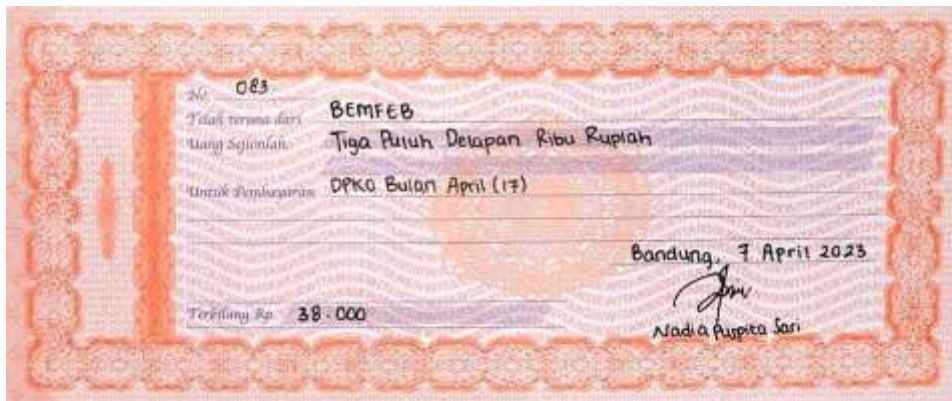 No. 083
Telah terima dari BEMFEB
Uang Sejumlah Tiga Puluh Delapan Ribu Rupiah
Untuk Pembayaran DPKO Bulan April (17)
Bandung, 7 April 2023
Terbilang Rp. 38.000
Nadia Puspita Sari